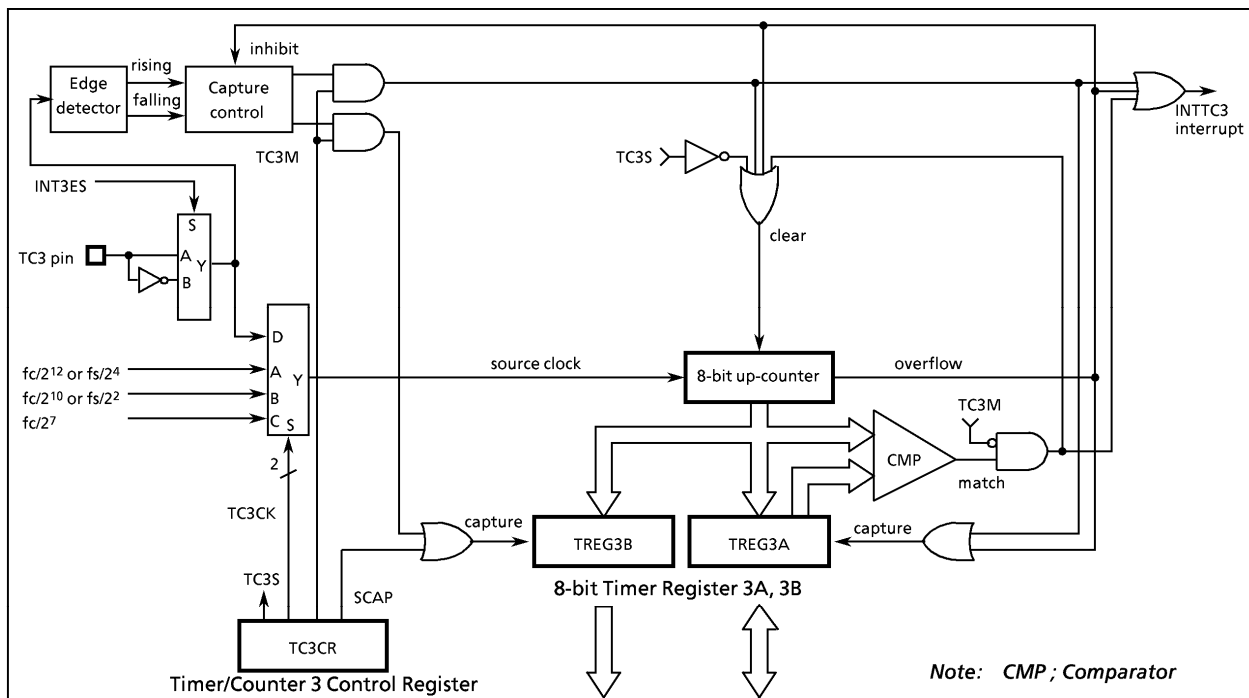 inhibit
rising
falling
Edge
detector
Capture
control
INTTC3
interrupt
TC3M
TC3S
INT3ES
S
A
Y
B
TC3 pin
clear
D
A
Y
B
C S
fc/2¹² or fs/2⁴
fc/2¹⁰ or fs/2²
fc/2⁷
source clock
8-bit up-counter
overflow
TC3M
CMP
match
2
TC3CK
capture
TREG3B
TREG3A
capture
8-bit Timer Register 3A, 3B
TC3S
SCAP
TC3CR
Timer/Counter 3 Control Register
Note: CMP ; Comparator